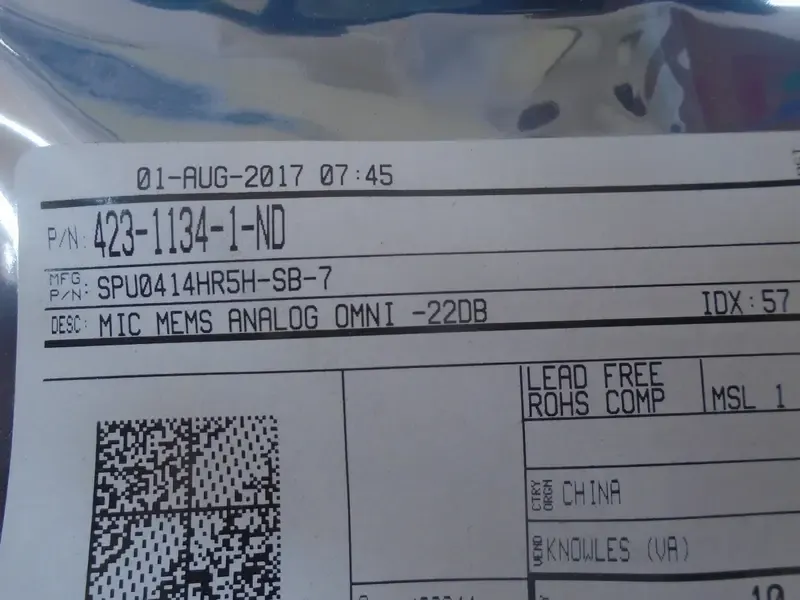 01-AUG-2017 07:45
P/N: 423-1134-1-ND
MFG P/N: SPU0414HR5H-SB-7
DESC: MIC MEMS ANALOG OMNI -22DB IDX:57
LEAD FREE
ROHS COMP
MSL 1
CTRY ORGN CHINA
VEND KNOWLES (VA)
10